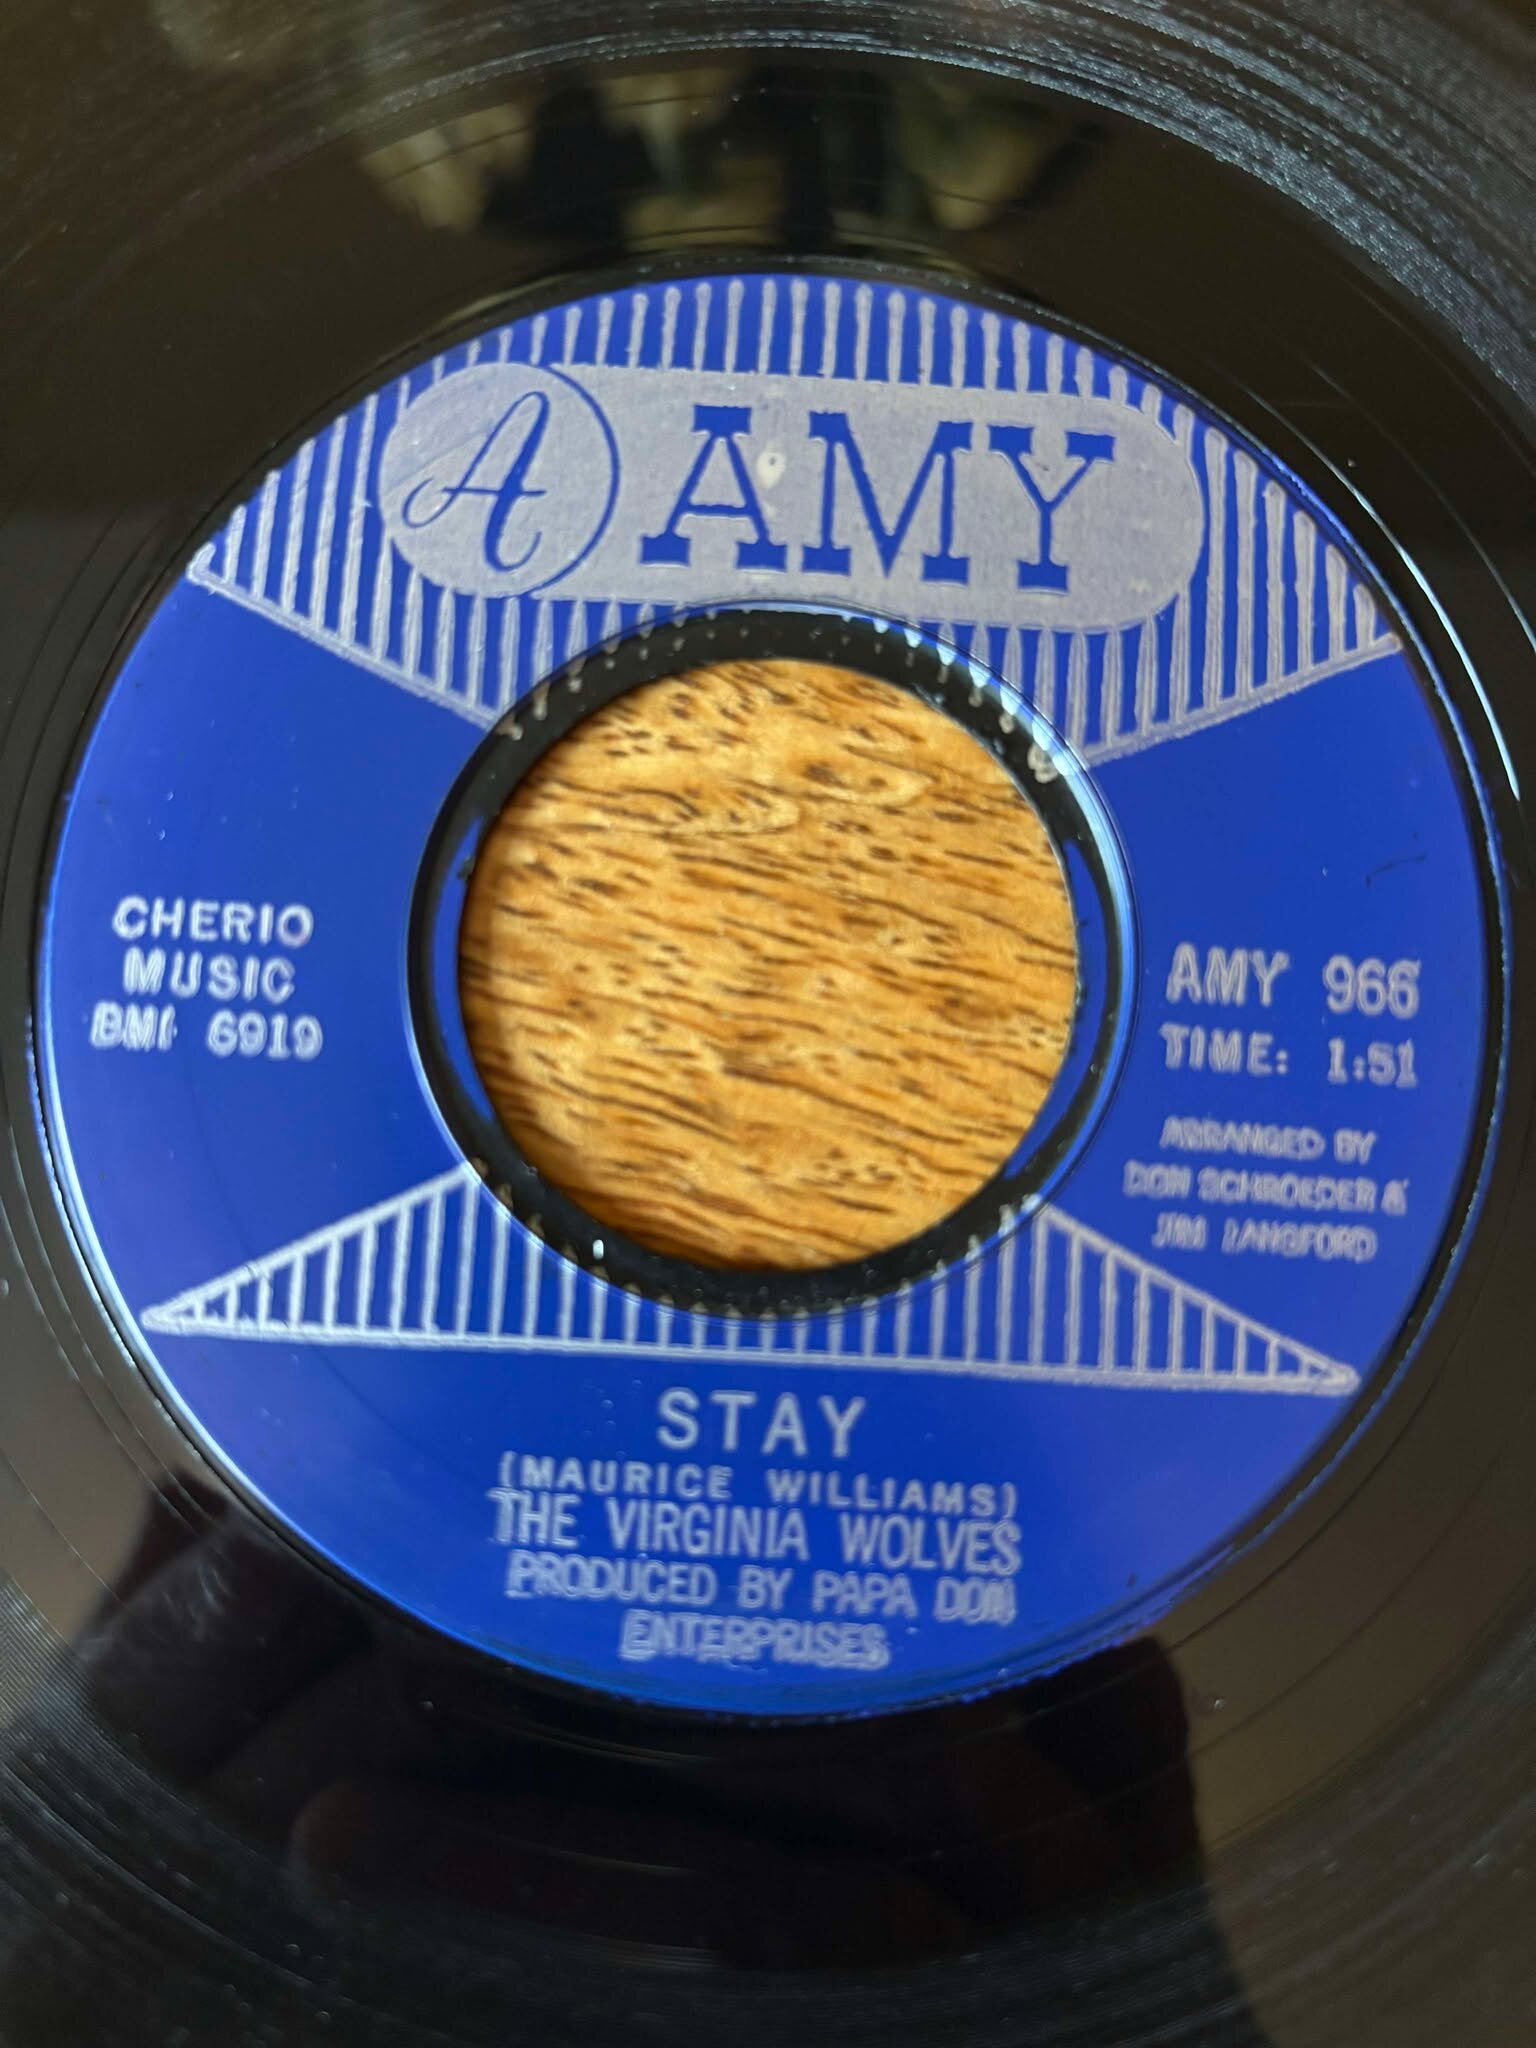 A AMY
CHERIO
MUSIC
BMI 6919
AMY 966
TIME: 1:51
ARRANGED BY
DON SCHROEDER &
JIM LANGFORD
STAY
(MAURICE WILLIAMS)
THE VIRGINIA WOLVES
PRODUCED BY PAPA DON
ENTERPRISES